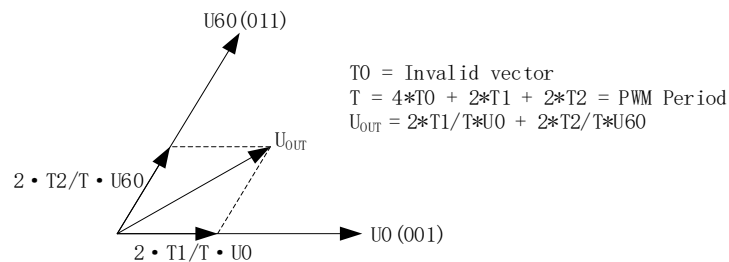 U60(011)
T0 = Invalid vector
T = 4*T0 + 2*T1 + 2*T2 = PWM Period
UOUT = 2*T1/T*U0 + 2*T2/T*U60
UOUT
2·T2/T·U60
U0(001)
2·T1/T·U0